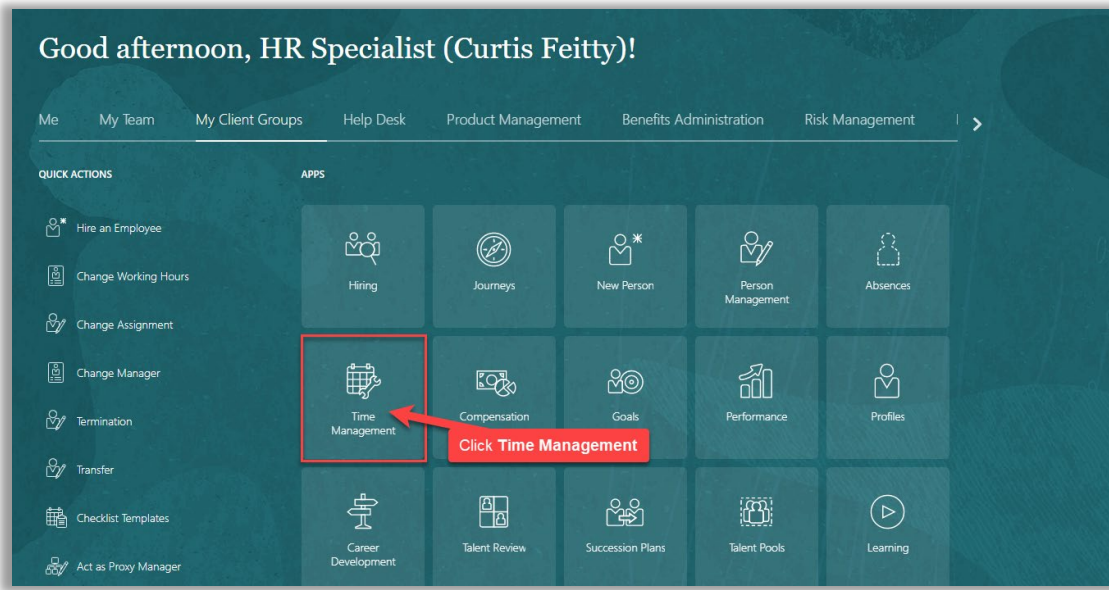 Good afternoon, HR Specialist (Curtis Feitty)!
Me My Team My Client Groups Help Desk Product Management Benefits Administration Risk Management
QUICK ACTIONS
Hire an Employee
Change Working Hours
Change Assignment
Change Manager
Termination
Transfer
Checklist Templates
Act as Proxy Manager
APPS
Hiring
Journeys
New Person
Person
Management
Absences
Time
Management
Compensation
Goals
Performance
Profiles
Click Time Management
Career
Development
Talent Review
Succession Plans
Talent Pools
Learning